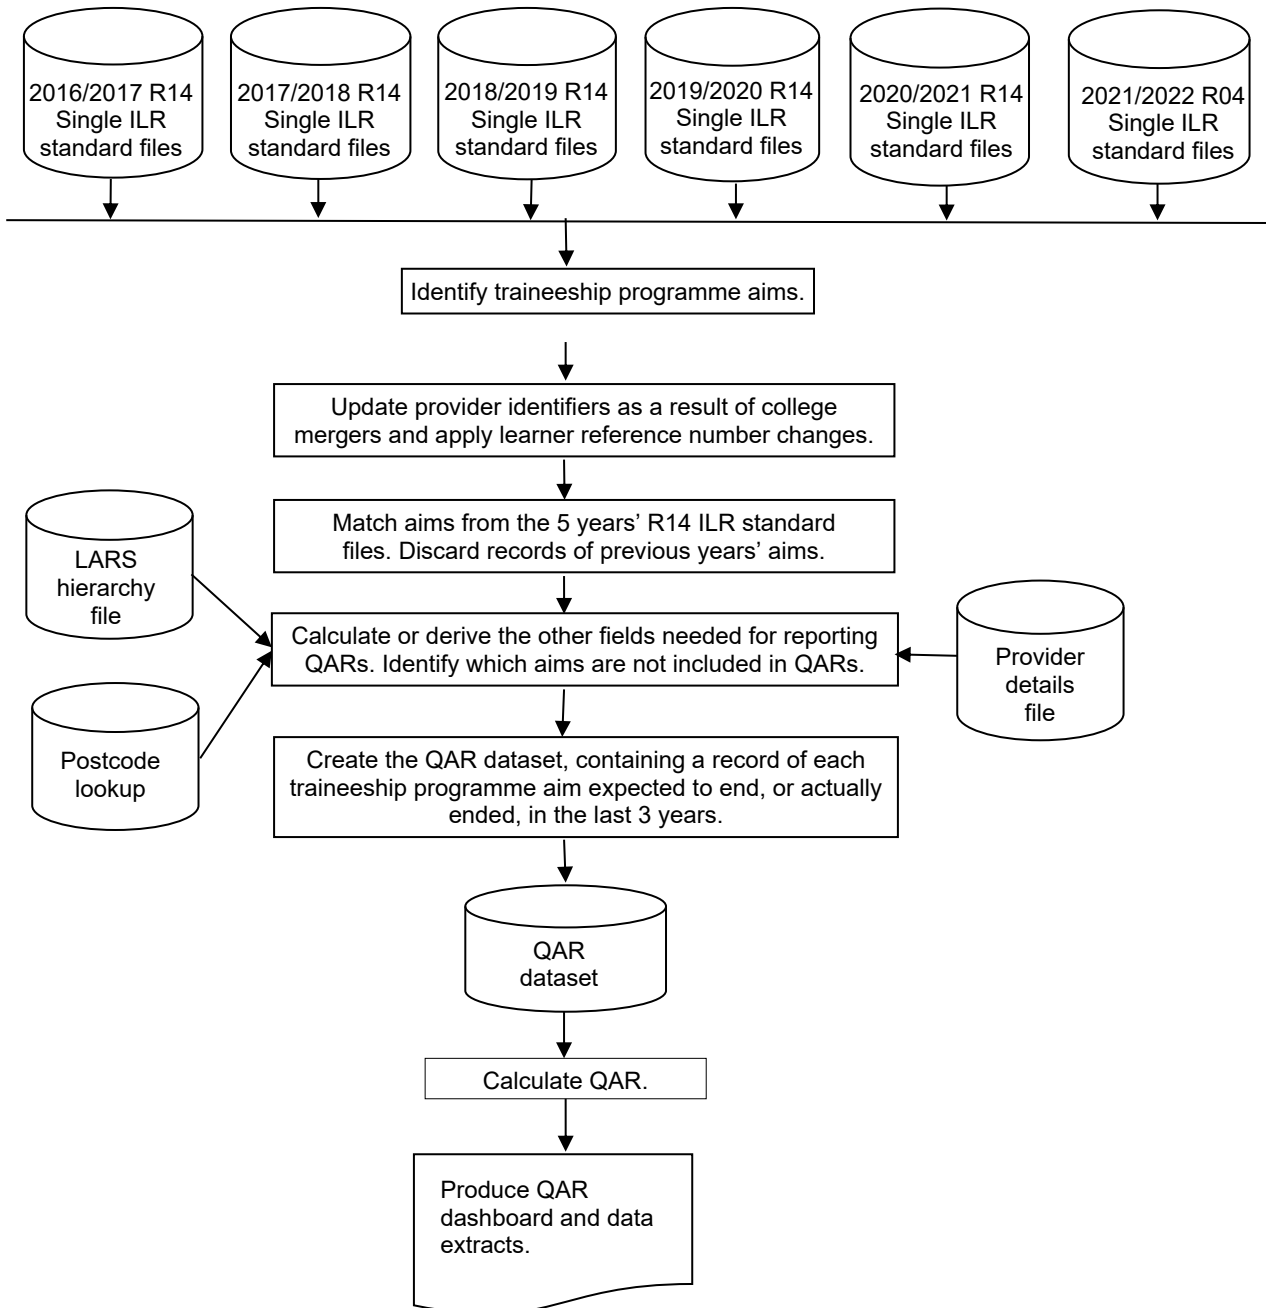 2016/2017 R14
Single ILR
standard files
2017/2018 R14
Single ILR
standard files
2018/2019 R14
Single ILR
standard files
2019/2020 R14
Single ILR
standard files
2020/2021 R14
Single ILR
standard files
2021/2022 R04
Single ILR
standard files
Identify traineeship programme aims.
Update provider identifiers as a result of college
mergers and apply learner reference number changes.
Match aims from the 5 years’ R14 ILR standard
files. Discard records of previous years’ aims.
LARS
hierarchy
file
Calculate or derive the other fields needed for reporting
QARs. Identify which aims are not included in QARs.
Provider
details
file
Postcode
lookup
Create the QAR dataset, containing a record of each
traineeship programme aim expected to end, or actually
ended, in the last 3 years.
QAR
dataset
Calculate QAR.
Produce QAR
dashboard and data
extracts.